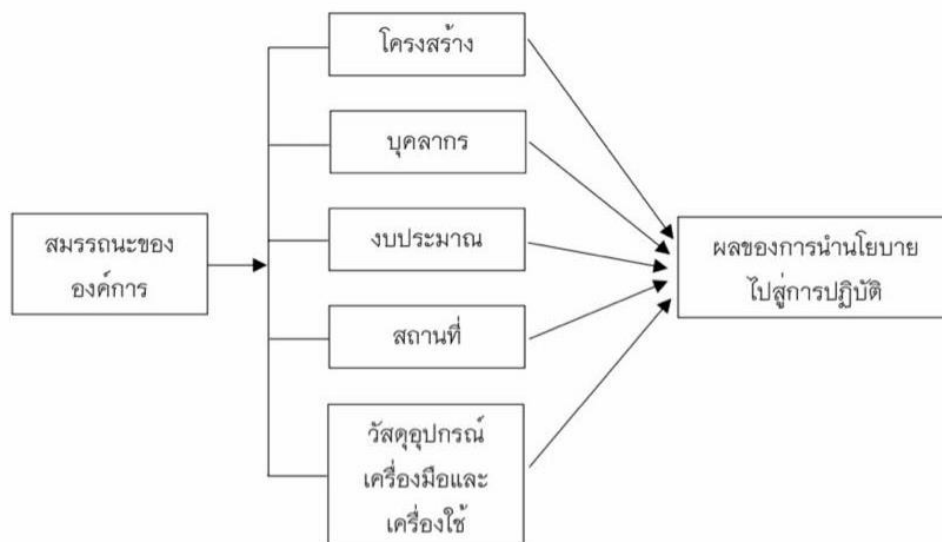 โครงสร้าง
บุคลากร
สมรรถนะของ
องค์การ
งบประมาณ
ผลของการนำนโยบาย
ไปสู่การปฏิบัติ
สถานที่
วัสดุอุปกรณ์
เครื่องมือและ
เครื่องใช้